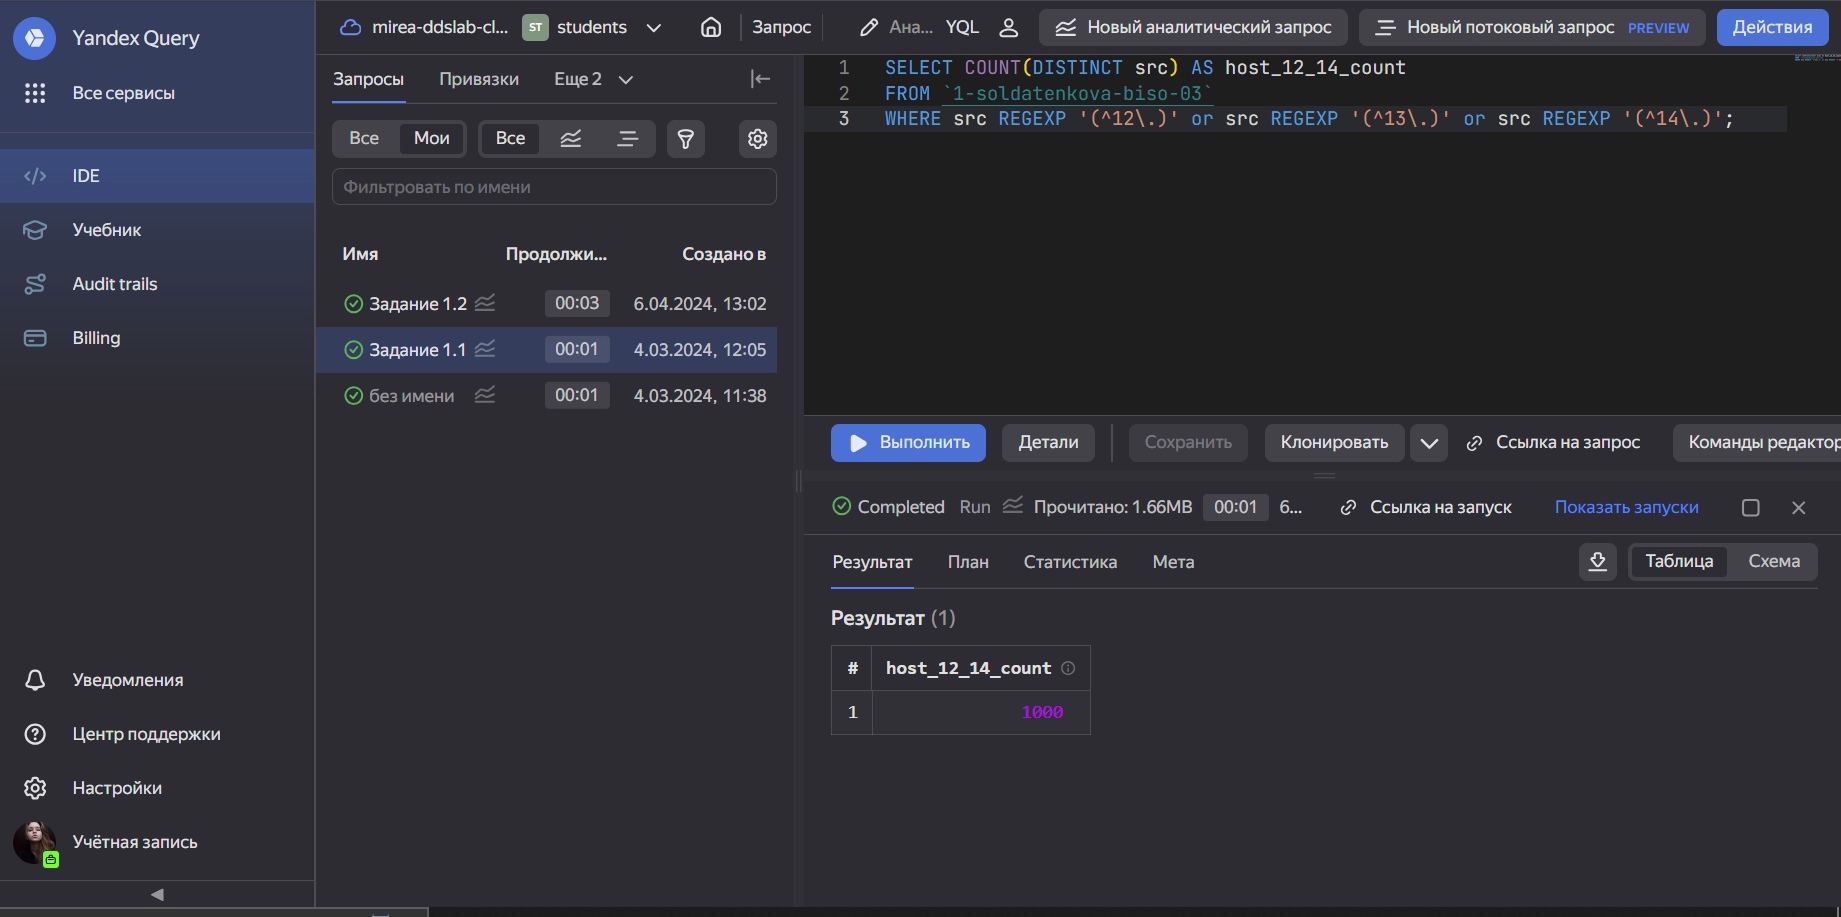 Yandex Query
Все сервисы
IDE
Учебник
Audit trails
Billing
Уведомления
Центр поддержки
Настройки
Учётная запись
mirea-ddslab-cl... ST students
Запрос
Ана... YQL
Новый аналитический запрос
Новый потоковый запрос PREVIEW
Действия
Запросы Привязки Еще 2
Все Мои Все
Фильтровать по имени
Имя Продолжи... Создано в
Задание 1.2 00:03 6.04.2024, 13:02
Задание 1.1 00:01 4.03.2024, 12:05
без имени 00:01 4.03.2024, 11:38
1 SELECT COUNT(DISTINCT src) AS host_12_14_count
2 FROM `1-soldatenkova-biso-03`
3 WHERE src REGEXP '(^12\.)' or src REGEXP '(^13\.)' or src REGEXP '(^14\.)';
Выполнить Детали Сохранить Клонировать Ссылка на запрос Команды редактор
Completed Run Прочитано: 1.66MB 00:01 6... Ссылка на запуск Показать запуски
Результат План Статистика Мета Таблица Схема
Результат (1)
# host_12_14_count
1 1000